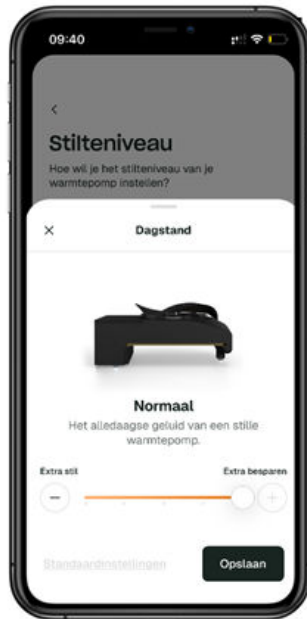 09:40
Stilteniveau
Hoe wil je het stilteniveau van je
warmtepomp instellen?
Dagstand
Normaal
Het alledaagse geluid van een stille
warmtepomp.
Extra stil
Extra besparen
Standaardinstellingen
Opslaan